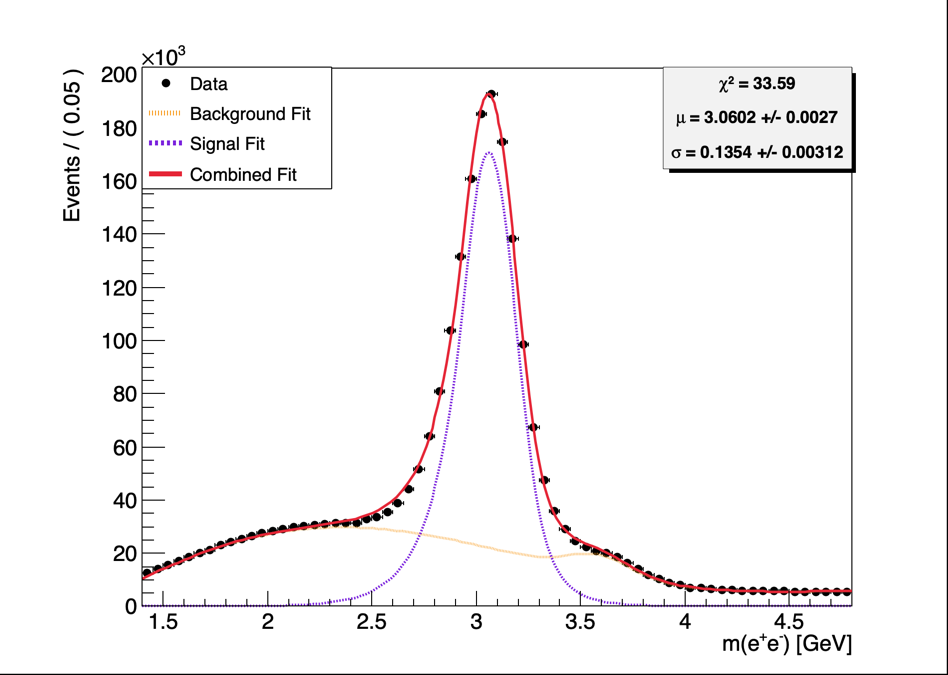 ×10³
Events / ( 0.05 )
200
180
160
140
120
100
80
60
40
20
0
Data
Background Fit
Signal Fit
Combined Fit
χ² = 33.59
μ = 3.0602 +/- 0.0027
σ = 0.1354 +/- 0.00312
1.5 2 2.5 3 3.5 4 4.5
m(e⁺e⁻) [GeV]